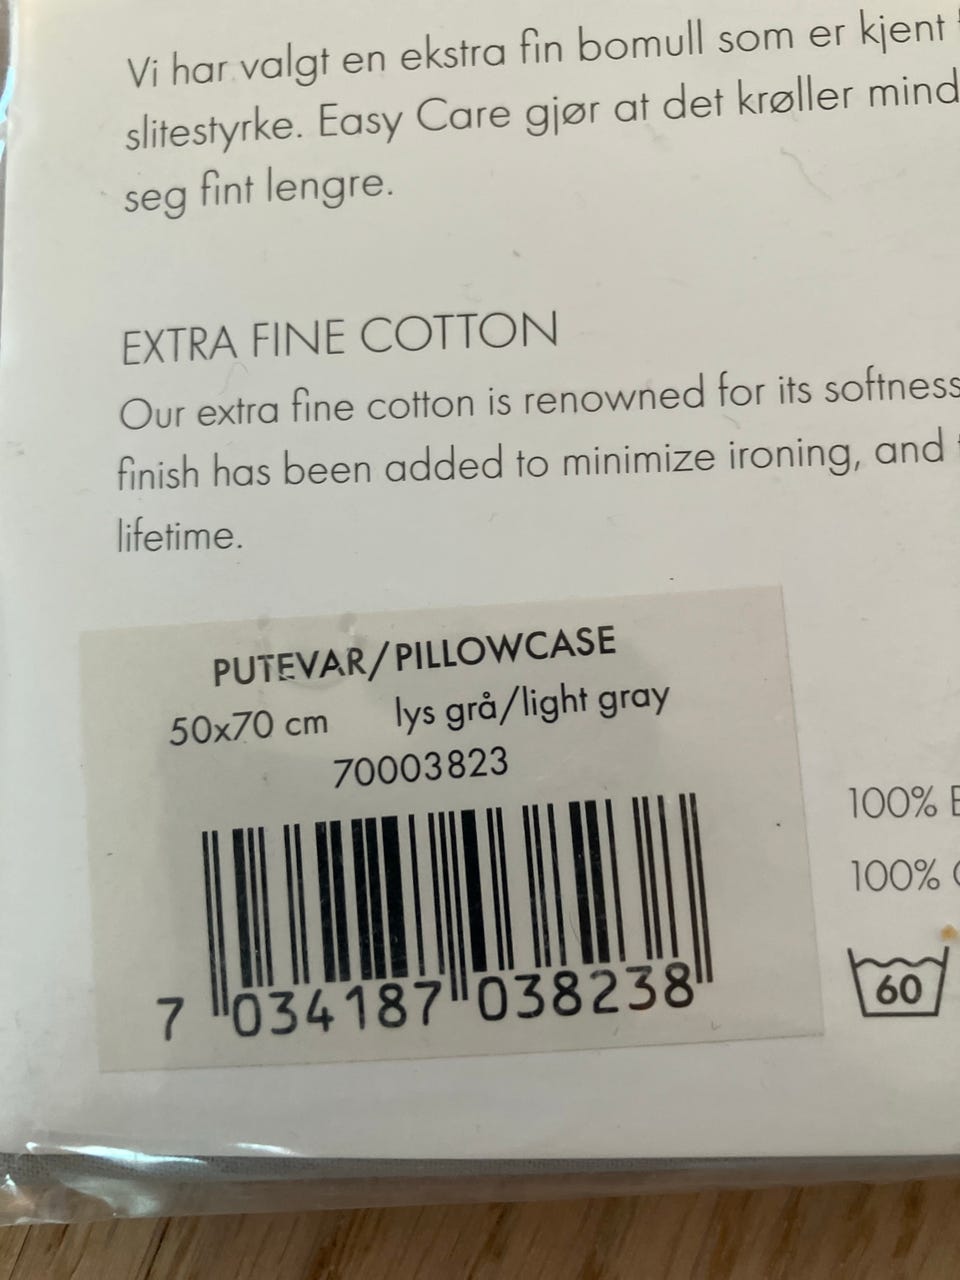 Vi har valgt en ekstra fin bomull som er kjent
slitestyrke. Easy Care gjør at det krøller mind
seg fint lengre.
EXTRA FINE COTTON
Our extra fine cotton is renowned for its softness
finish has been added to minimize ironing, and
lifetime.
PUTEVAR/PILLOWCASE
50x70 cm lys grå/light gray
70003823
7 034187 038238
100%
100%
60